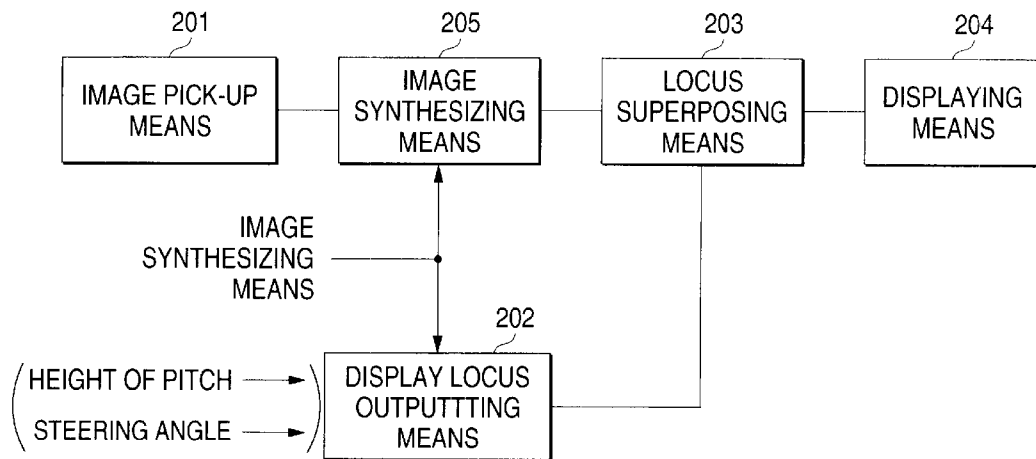 201
205
203
204
IMAGE PICK-UP
MEANS
IMAGE
SYNTHESIZING
MEANS
LOCUS
SUPERPOSING
MEANS
DISPLAYING
MEANS
IMAGE
SYNTHESIZING
MEANS
202
HEIGHT OF PITCH
STEERING ANGLE
DISPLAY LOCUS
OUTPUTTTING
MEANS